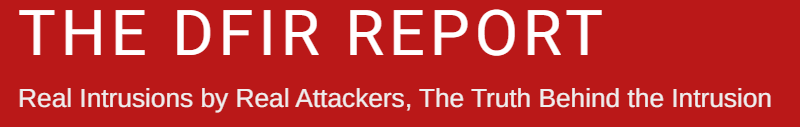 THE DFIR REPORT
Real Intrusions by Real Attackers, The Truth Behind the Intrusion